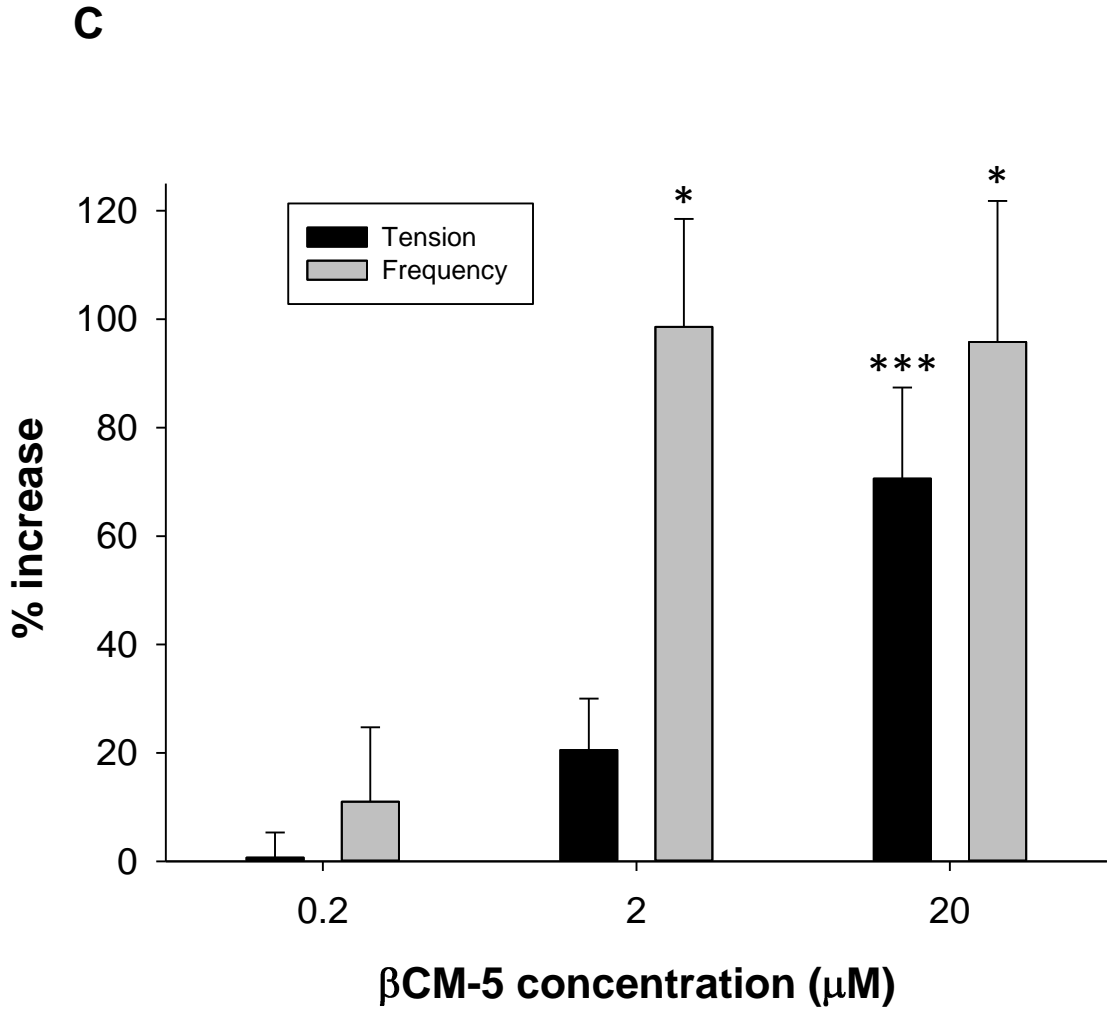 C
*
*
120
Tension
Frequency
100
***
80
60
40
20
0
% increase
0.2
2
20
βCM-5 concentration (μM)